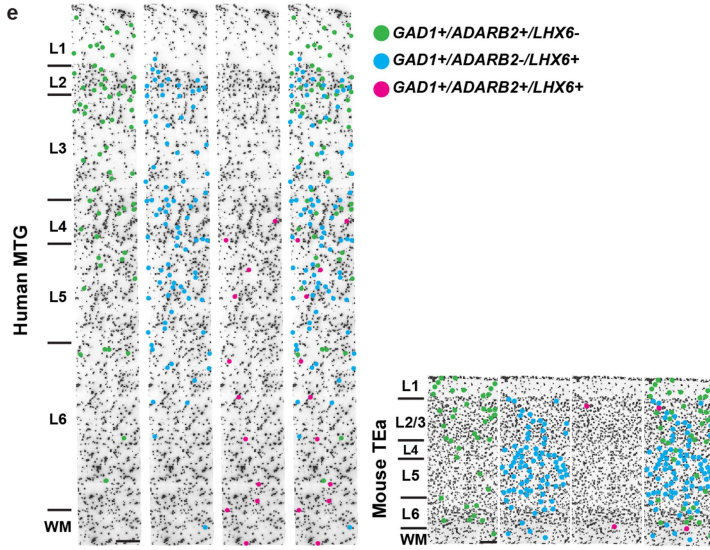 e
GAD1+/ADARB2+/LHX6-
GAD1+/ADARB2-/LHX6+
GAD1+/ADARB2+/LHX6+
Human MTG
L1
L2
L3
L4
L5
L6
WM
Mouse TEa
L1
L2/3
L4
L5
L6
WM